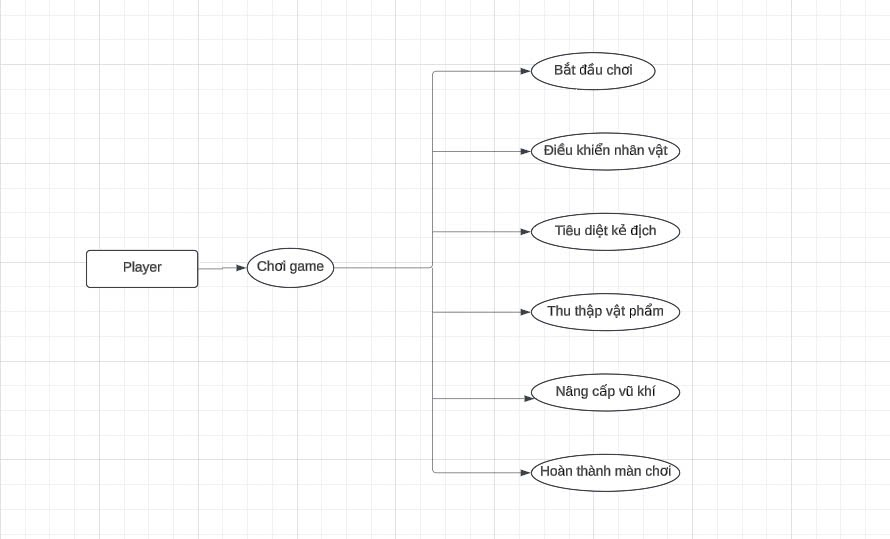 Player
Chơi game
Bắt đầu chơi
Điều khiển nhân vật
Tiêu diệt kẻ địch
Thu thập vật phẩm
Nâng cấp vũ khí
Hoàn thành màn chơi